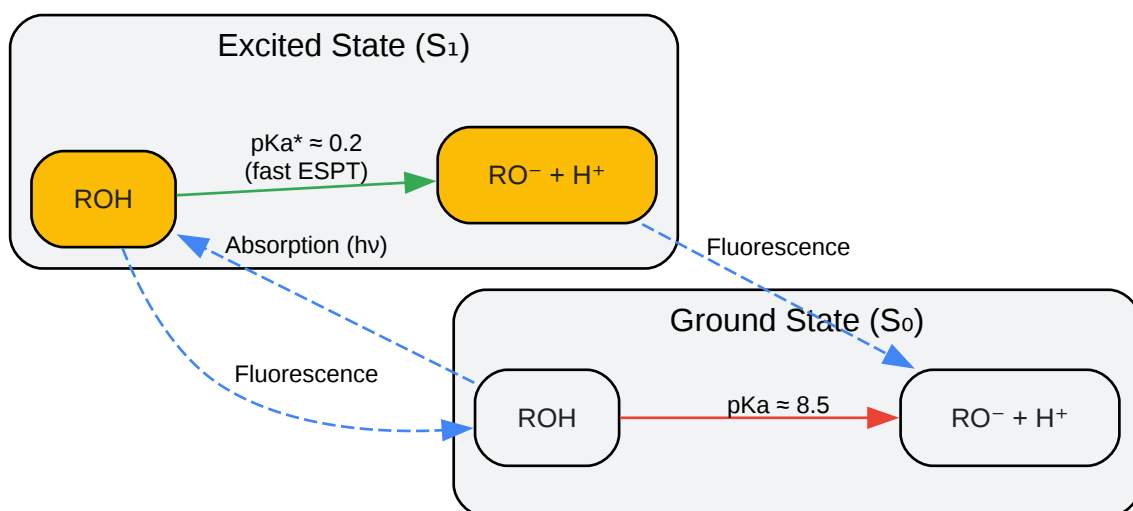 Excited State (S₁)
pKa* ≈ 0.2
(fast ESPT)
ROH
RO⁻ + H⁺
Absorption (hν)
Fluorescence
Ground State (S₀)
Fluorescence
ROH
pKa ≈ 8.5
RO⁻ + H⁺